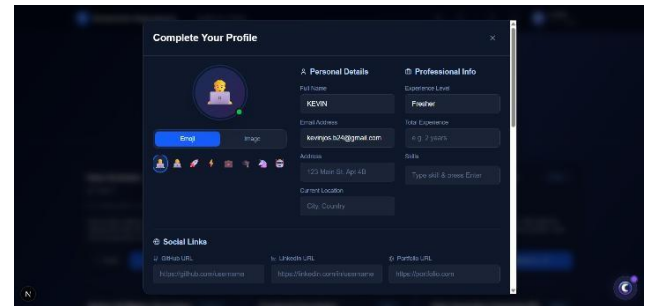 Complete Your Profile
×
Emoji
Image
Personal Details
Full Name
KEVIN
Email Address
kevinjos.b24@gmail.com
Address
123 Main St, Apt 4B
Current Location
City, Country
Professional Info
Experience Level
Fresher
Total Experience
e.g. 2 years
Skills
Type skill & press Enter
Social Links
GitHub URL
https://github.com/username
LinkedIn URL
https://linkedin.com/in/username
Portfolio URL
https://portfolio.com
N